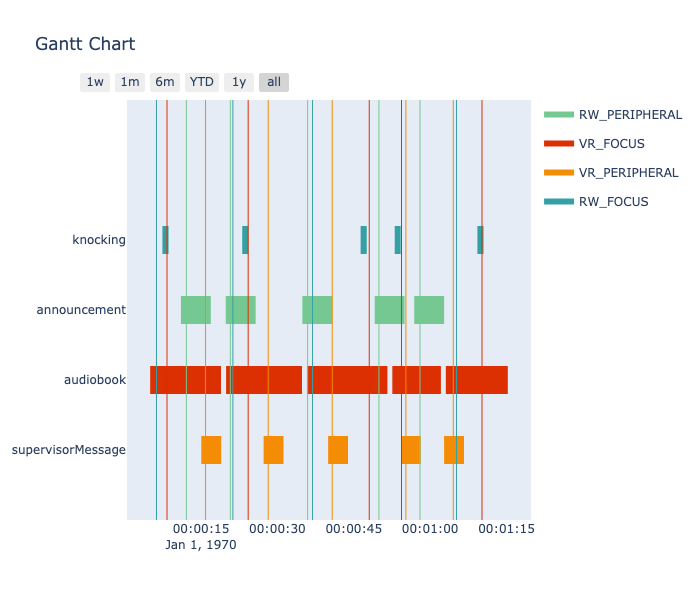 Gantt Chart
1w 1m 6m YTD 1y all
RW_PERIPHERAL
VR_FOCUS
VR_PERIPHERAL
RW_FOCUS
knocking
announcement
audiobook
supervisorMessage
00:00:15 00:00:30 00:00:45 00:01:00 00:01:15
Jan 1, 1970